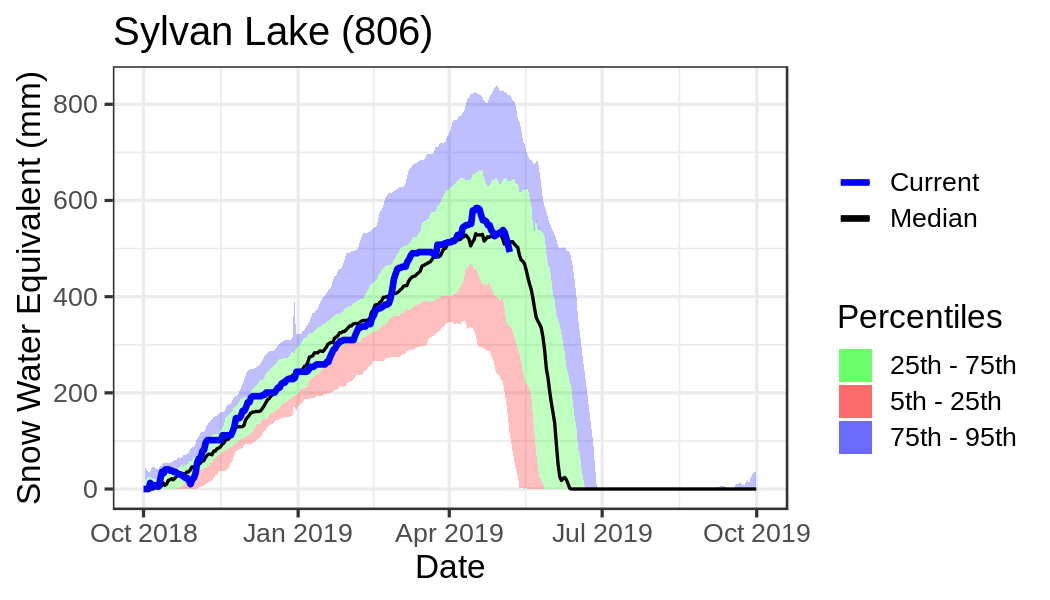 Sylvan Lake (806)
Snow Water Equivalent (mm)
800
600
400
200
0
Oct 2018
Jan 2019
Apr 2019
Jul 2019
Oct 2019
Date
Current
Median
Percentiles
25th - 75th
5th - 25th
75th - 95th